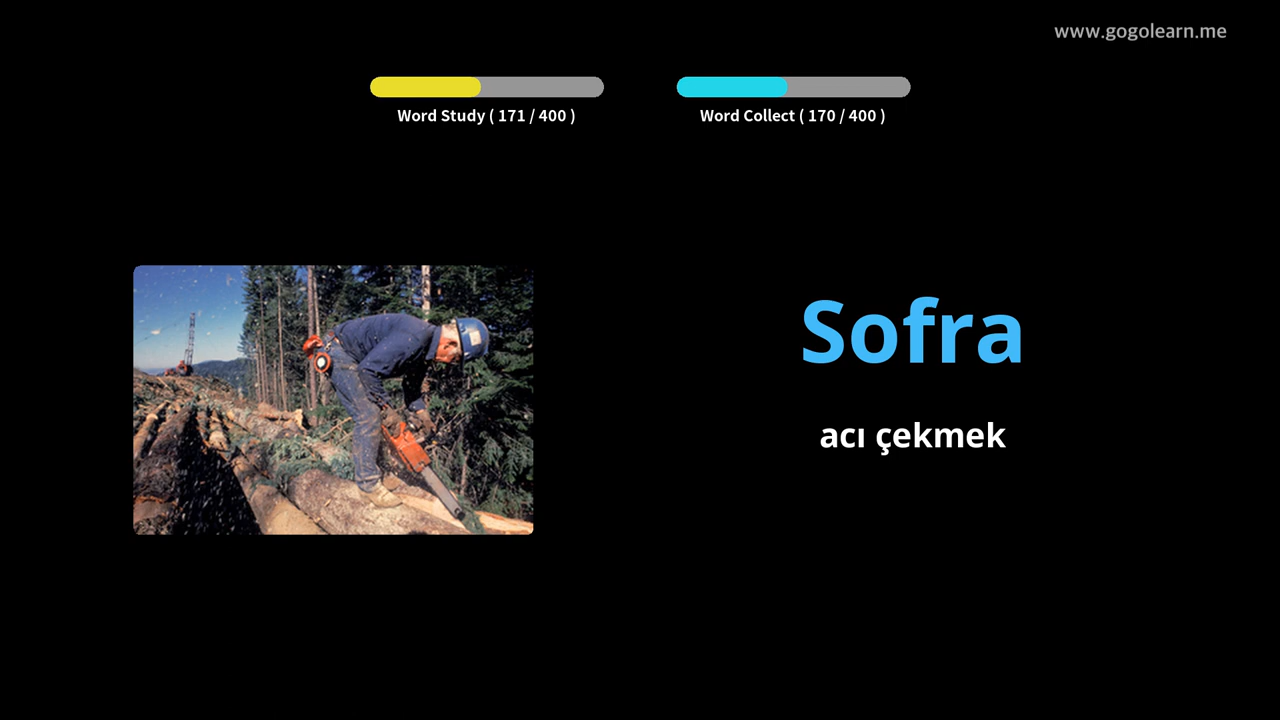 www.gogolearn.me
Word Study ( 171 / 400 )
Word Collect ( 170 / 400 )
Sofra
acı çekmek